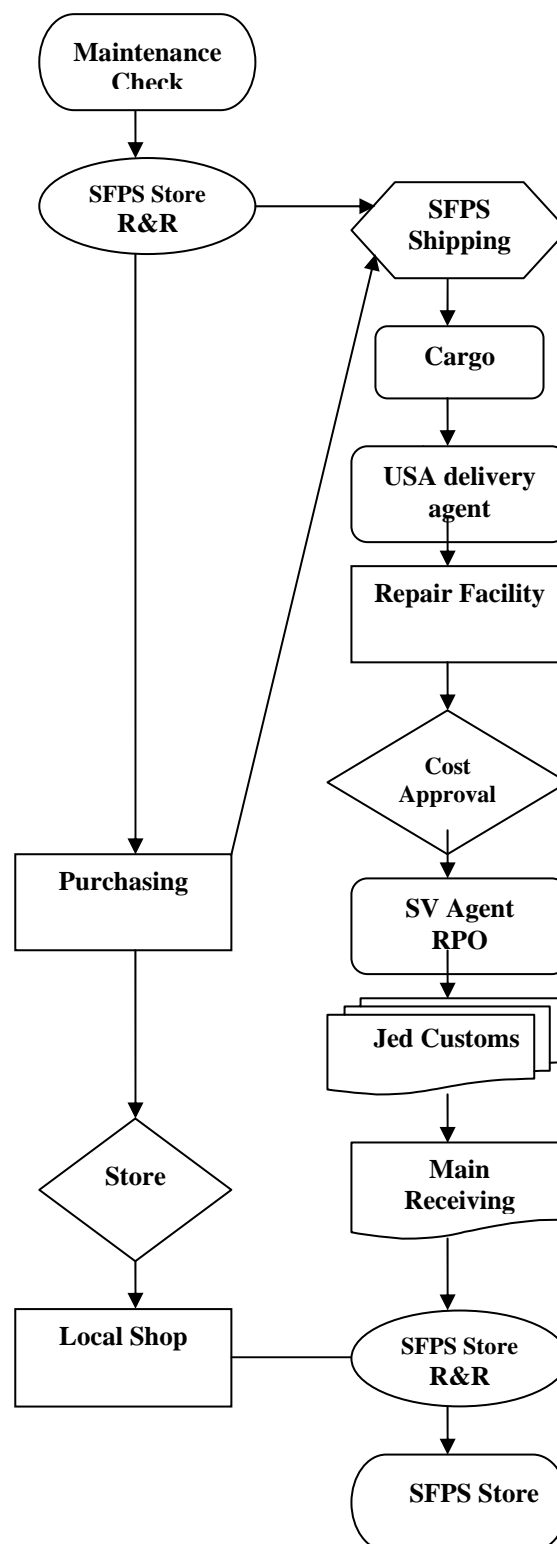 Maintenance
Check
SFPS Store
R&R
SFPS
Shipping
Cargo
USA delivery
agent
Repair Facility
Cost
Approval
Purchasing
SV Agent
RPO
Jed Customs
Store
Main
Receiving
Local Shop
SFPS Store
R&R
SFPS Store